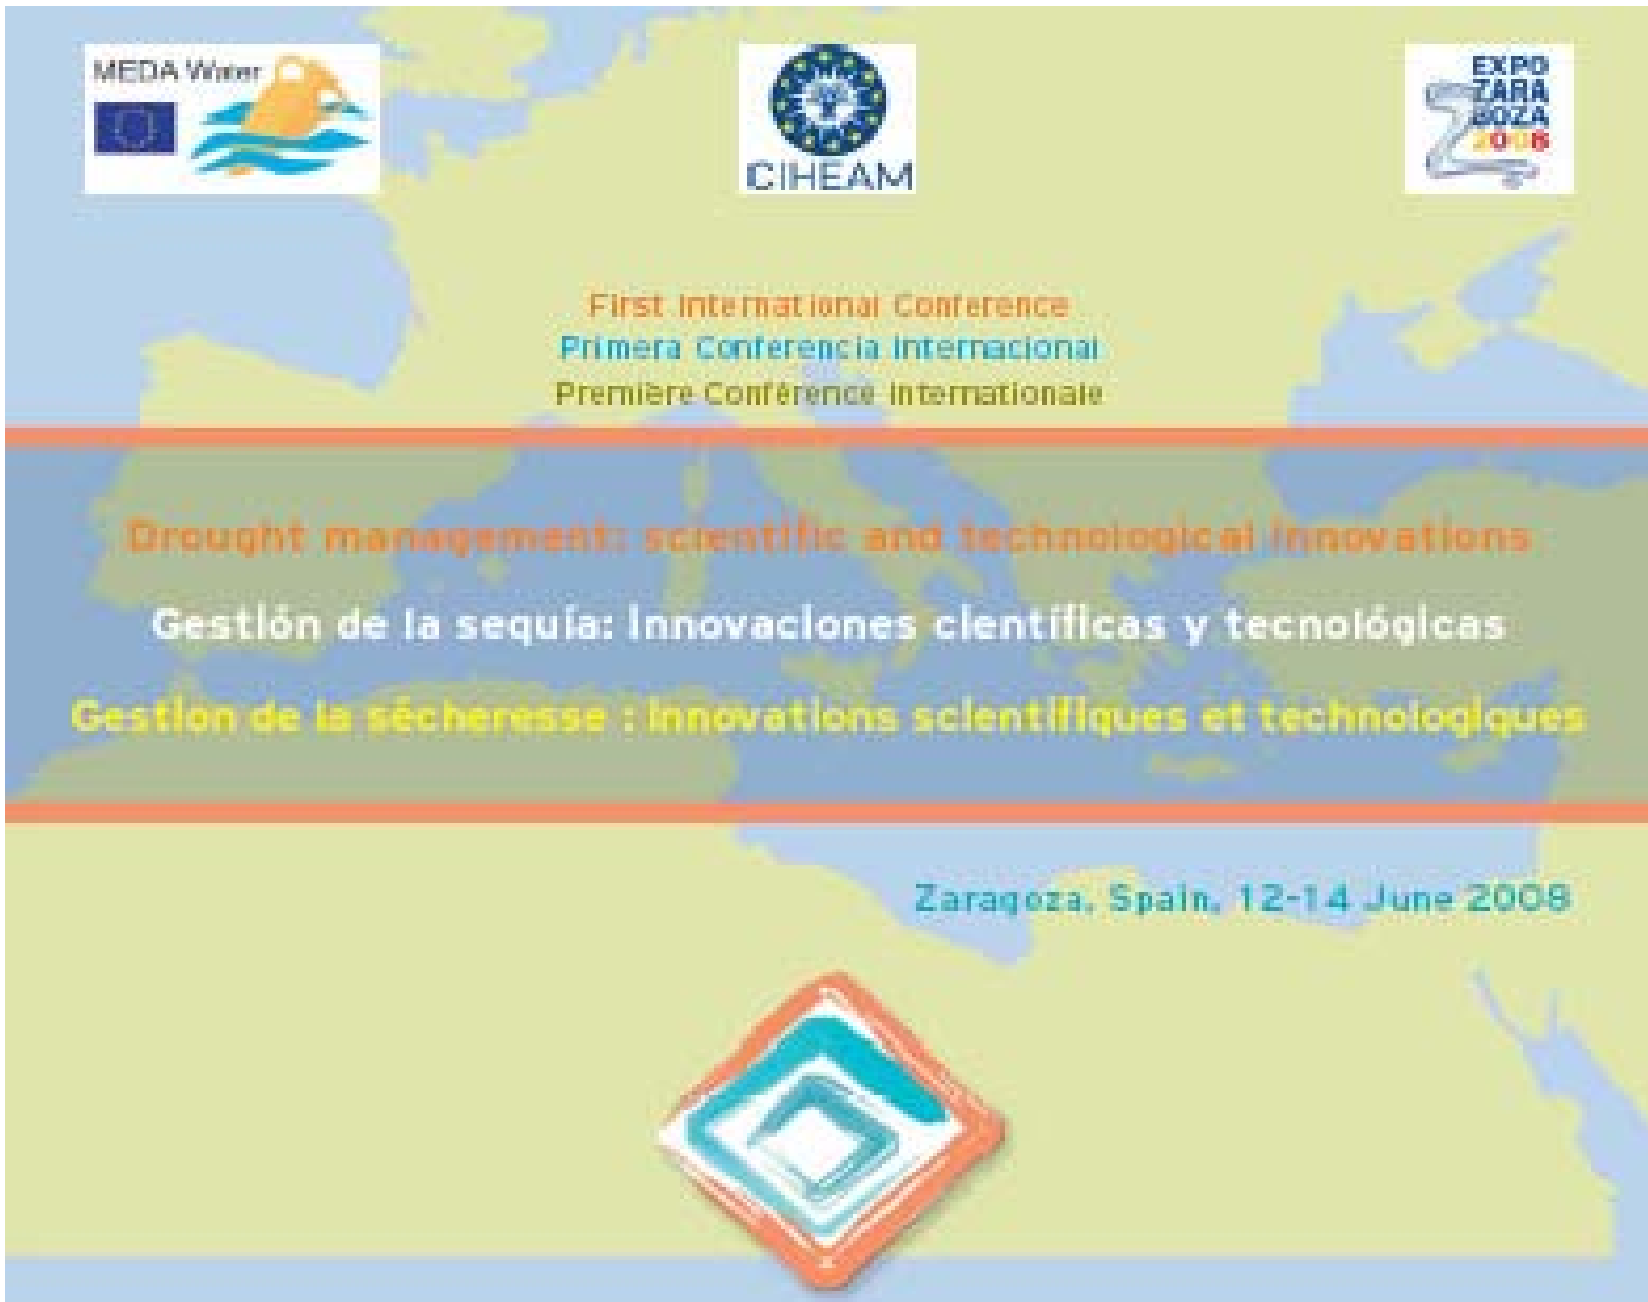 MEDA Water
CIHEAM
EXPO
ZARA
GOZA
2008
First International Conference
Primera Conferencia Internacional
Première Conférence Internationale
Drought management: scientific and technological innovations
Gestión de la sequía: innovaciones científicas y tecnológicas
Gestion de la sécheresse : innovations scientifiques et technologiques
Zaragoza, Spain, 12-14 June 2008